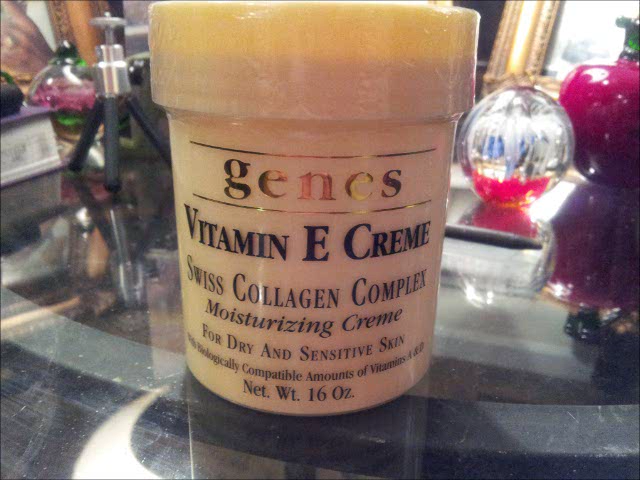 genes
VITAMIN E CREME
SWISS COLLAGEN COMPLEX
Moisturizing Creme
FOR DRY AND SENSITIVE SKIN
Biologically Compatible Amounts of Vitamins A & D
Net. Wt. 16 Oz.